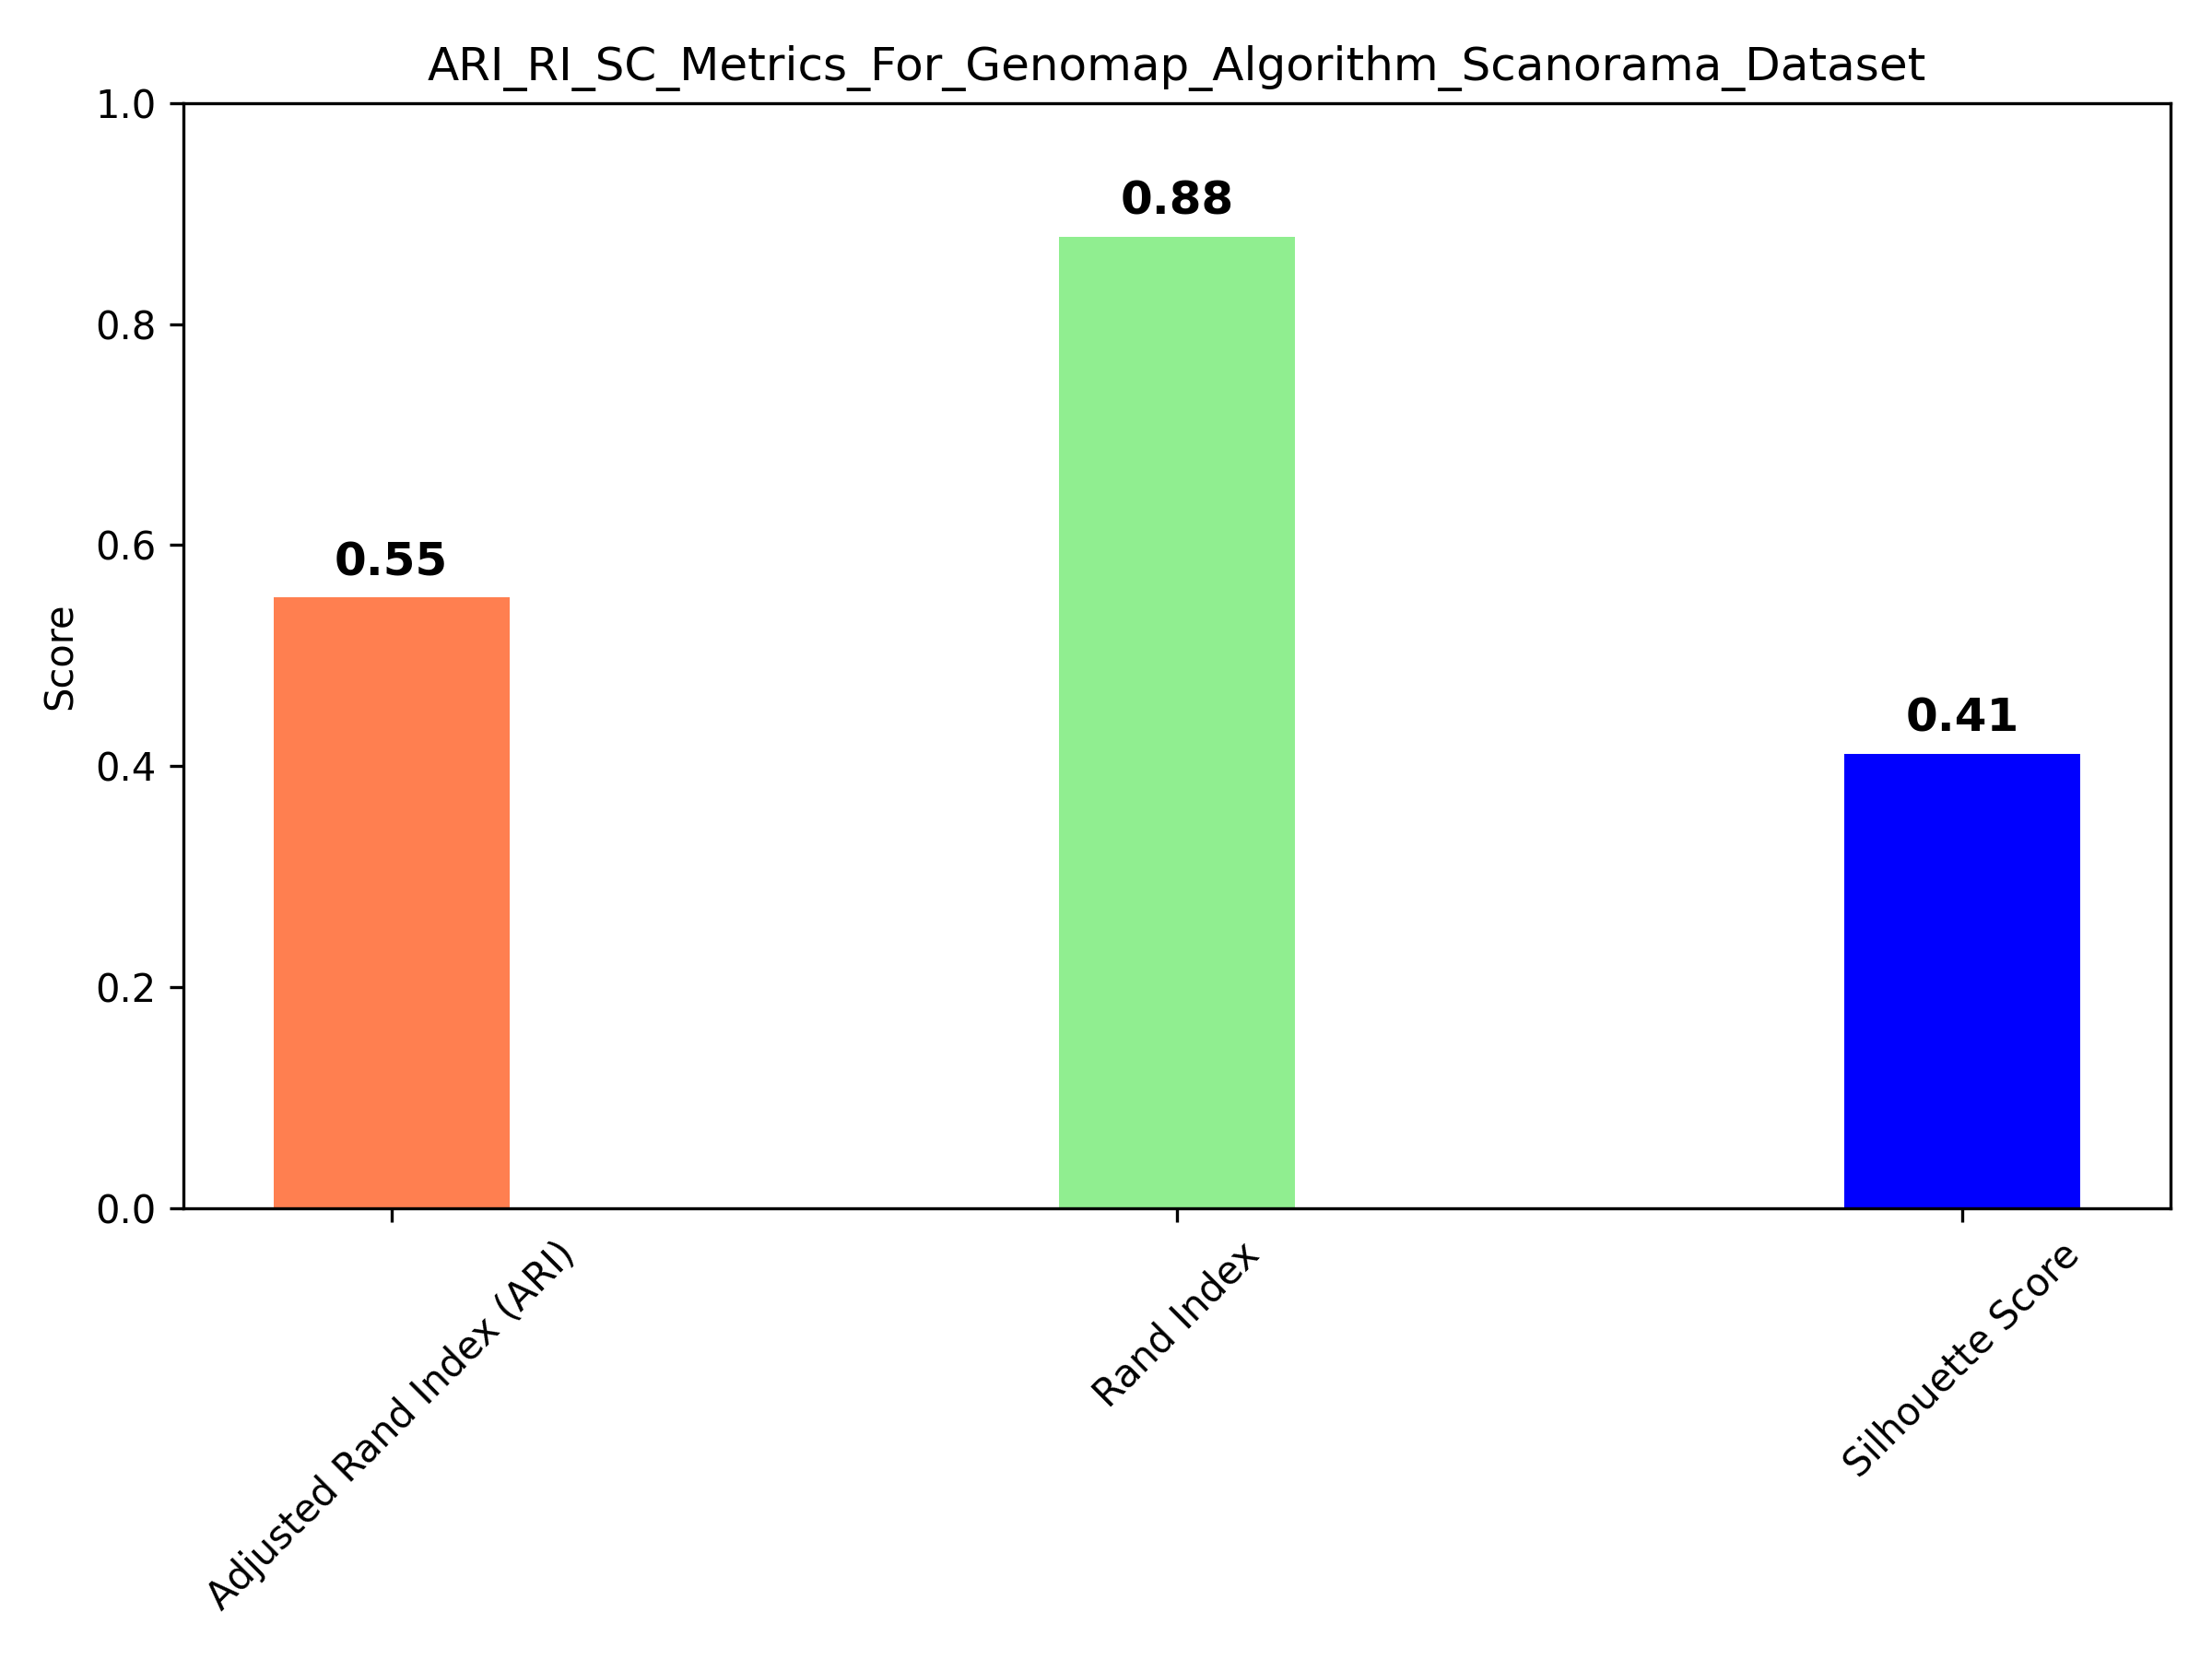 ARI_RI_SC_Metrics_For_Genomap_Algorithm_Scanorama_Dataset
1.0
0.8
0.6
0.4
0.2
0.0
Score
0.55
0.88
0.41
Adjusted Rand Index (ARI)
Rand Index
Silhouette Score